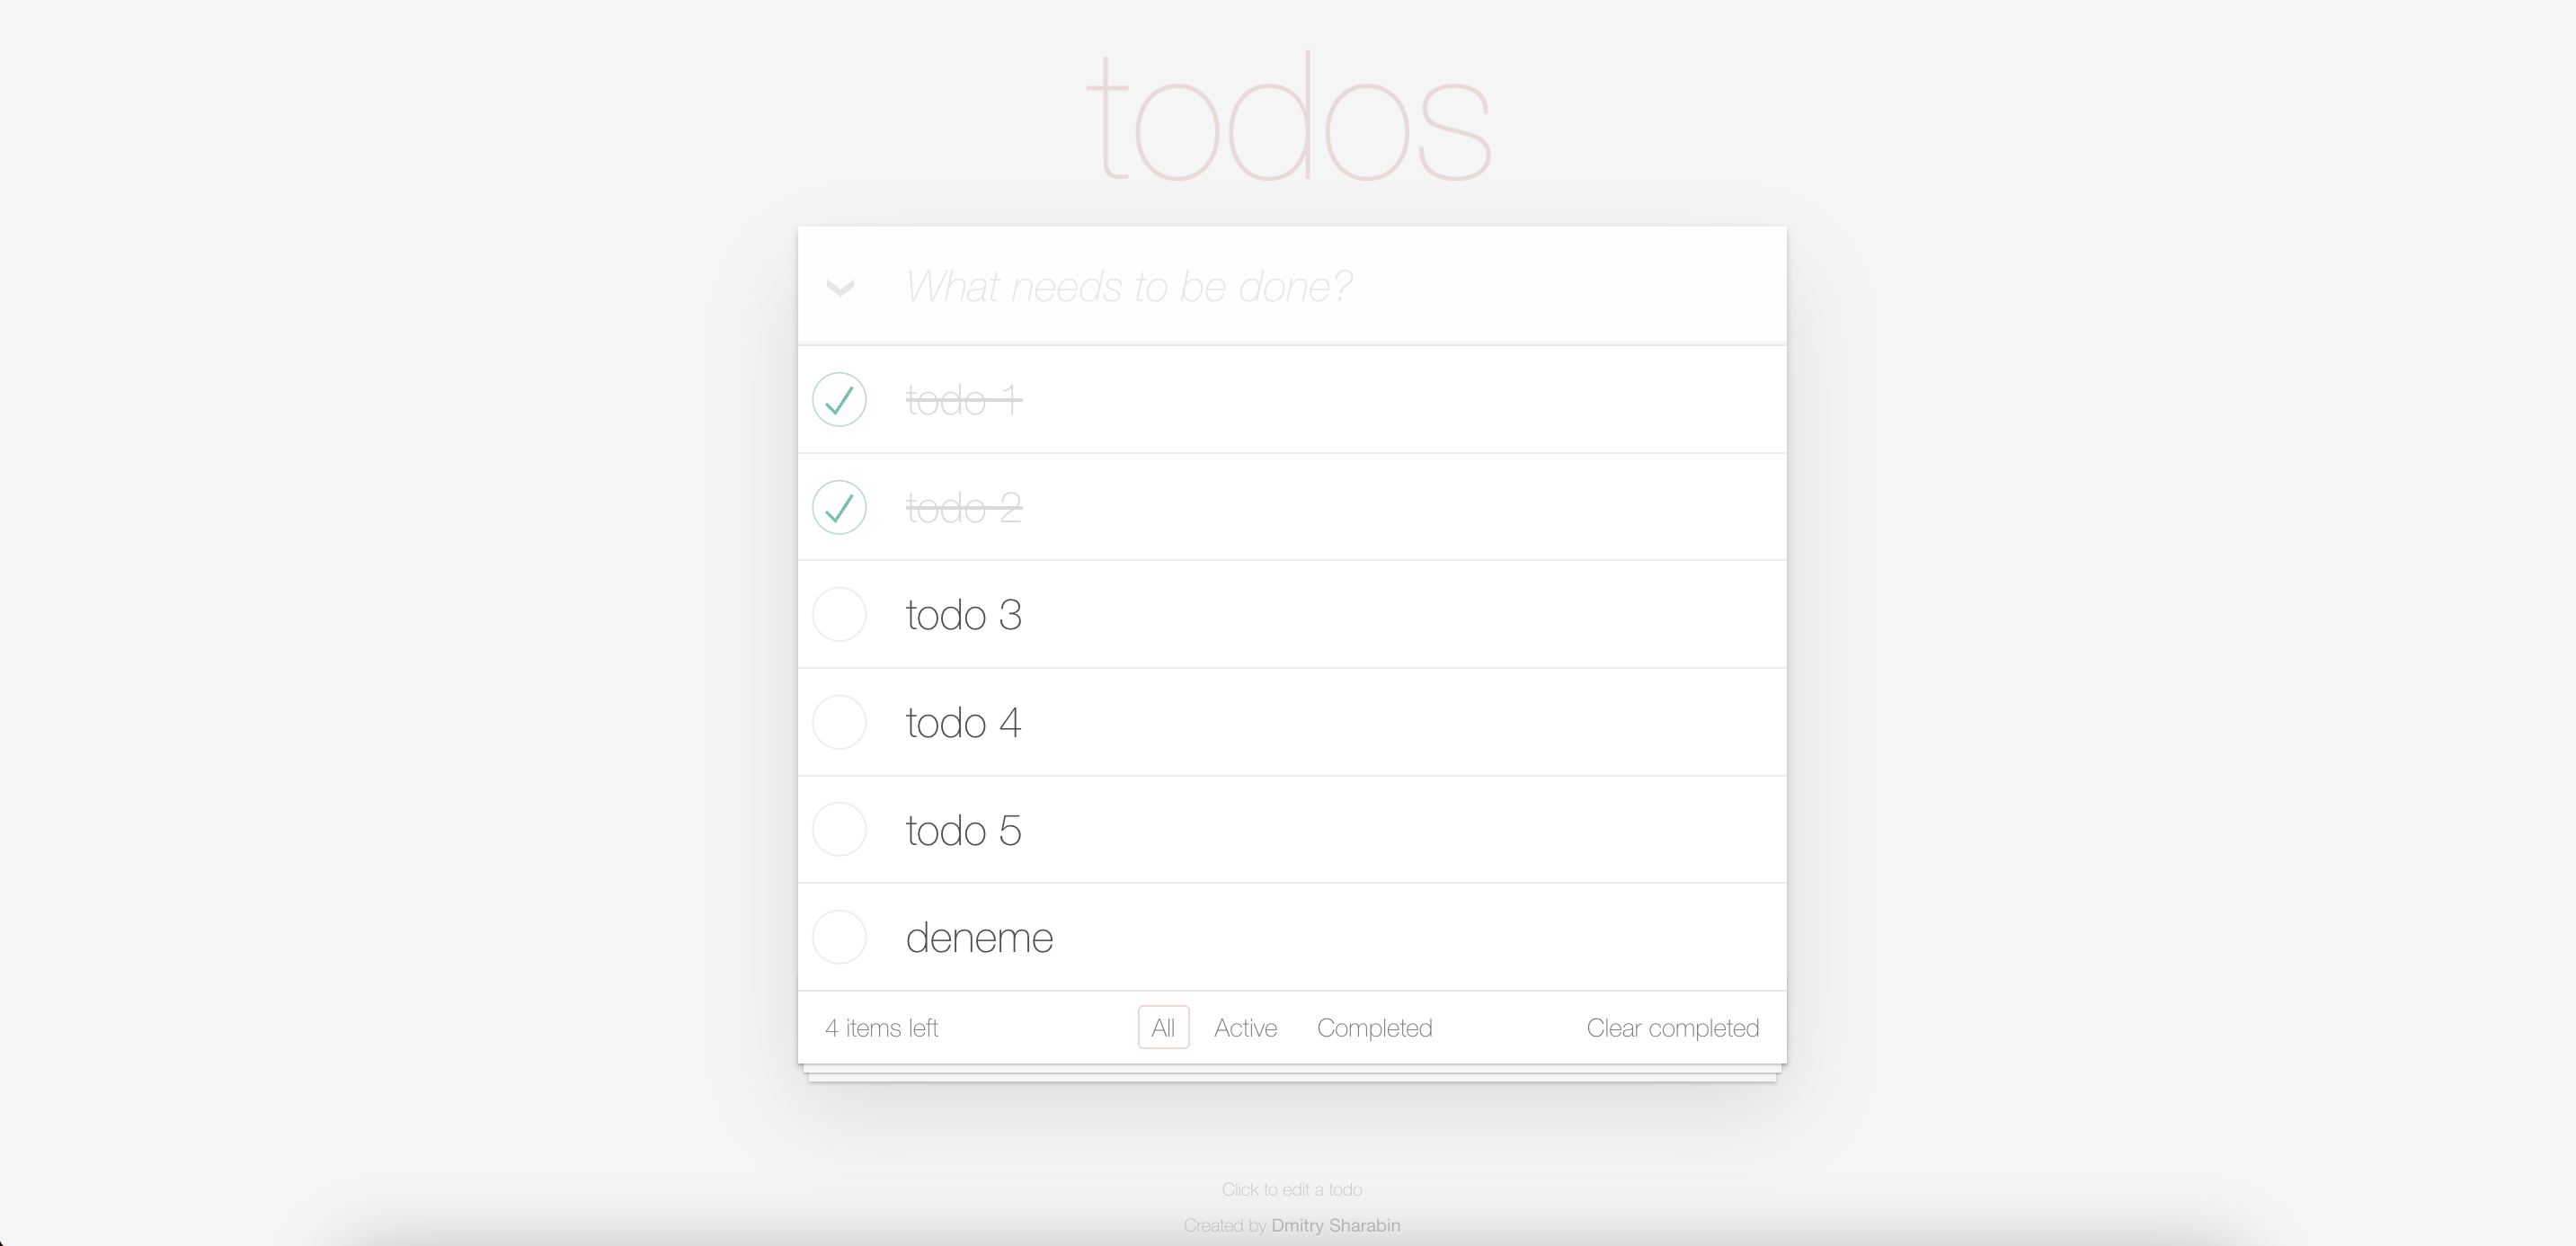 todos
What needs to be done?
todo 1
todo 2
todo 3
todo 4
todo 5
deneme
4 items left All Active Completed Clear completed
Click to edit a todo
Created by Dmitry Sharabin